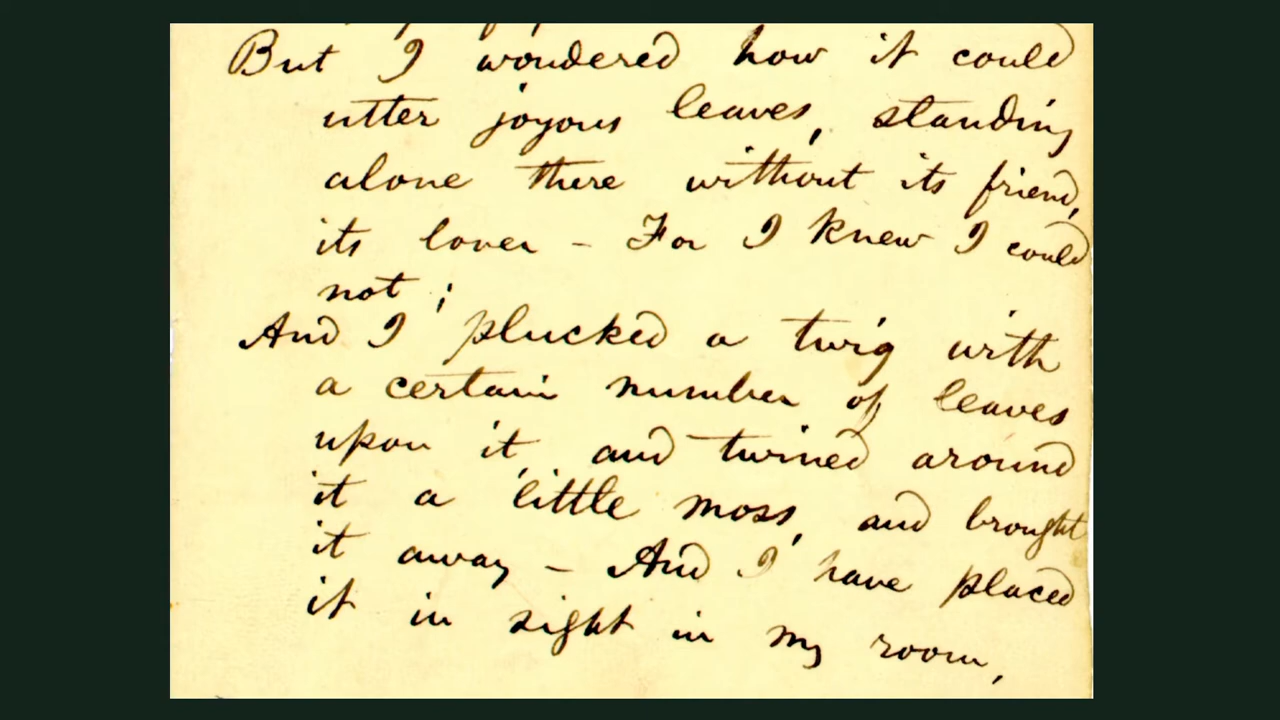 But I wondered how it could
utter joyous leaves, standing
alone there without its friend,
its lover – For I knew I could
not ;
And I plucked a twig with
a certain number of leaves
upon it, and twined around
it a little moss, and brought
it away – And I have placed
it in sight in my room,